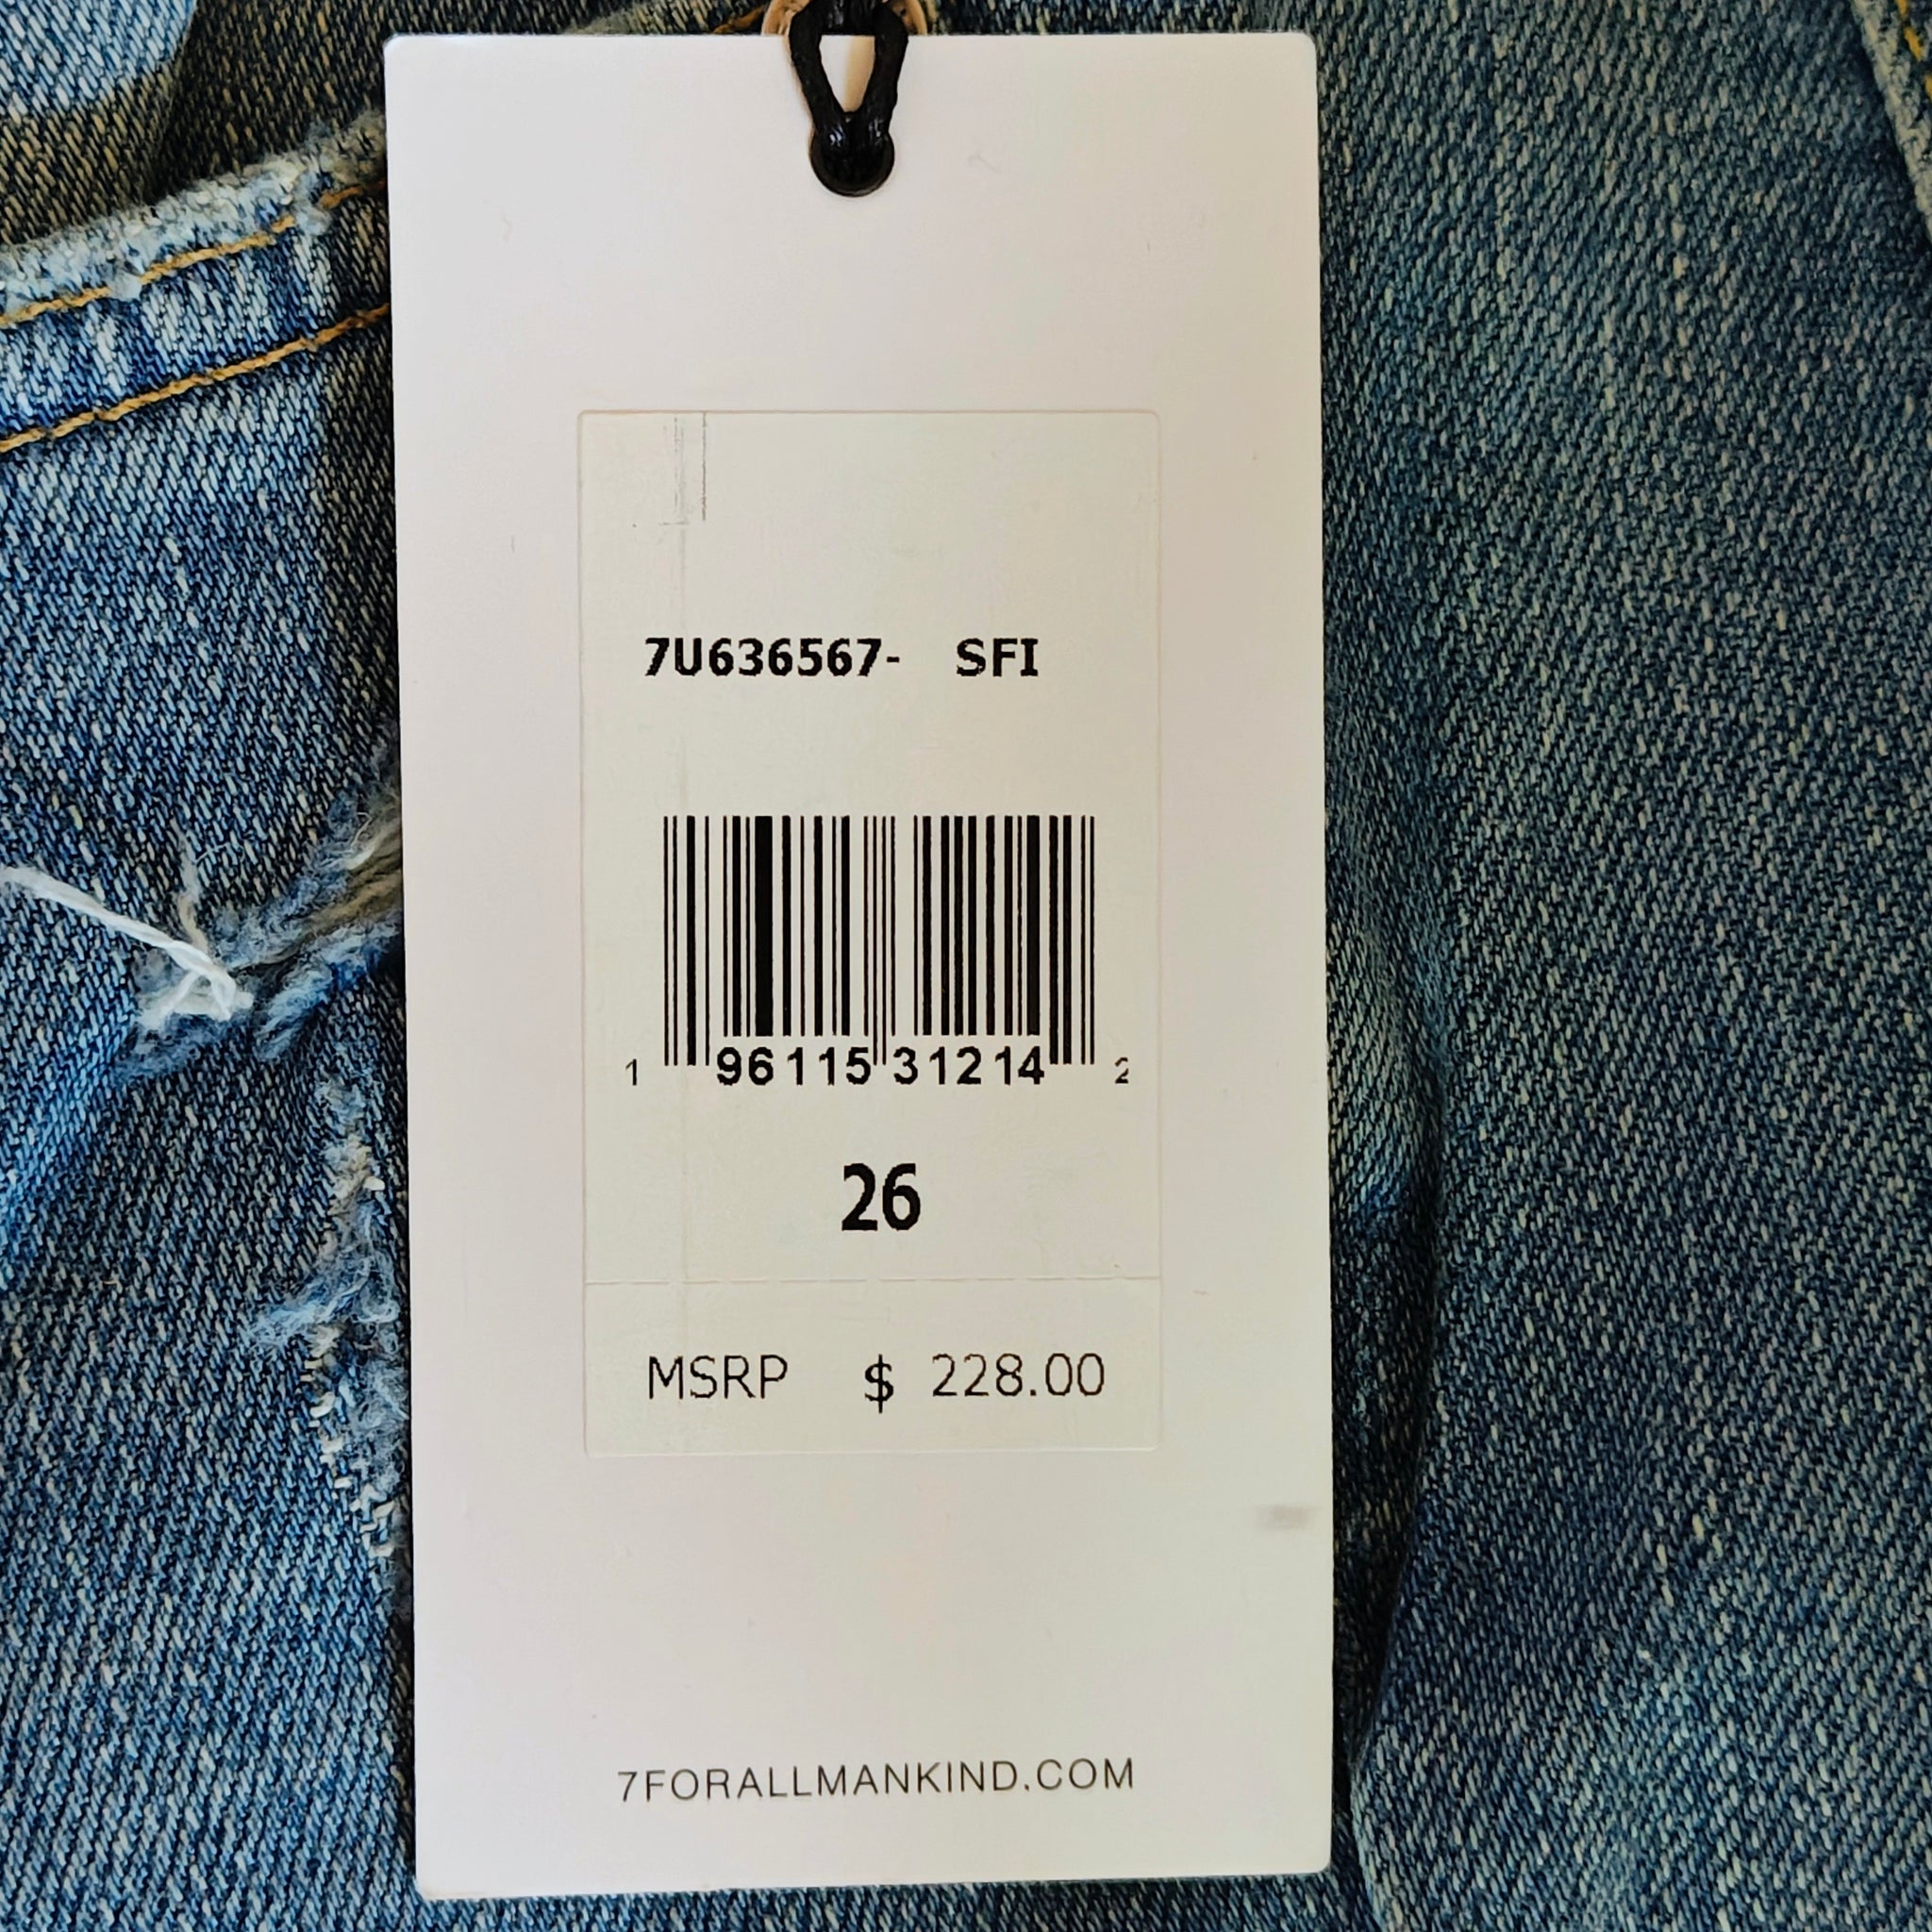 7U636567- SFI
1 96115 31214 2
26
MSRP $ 228.00
7FORALLMANKIND.COM